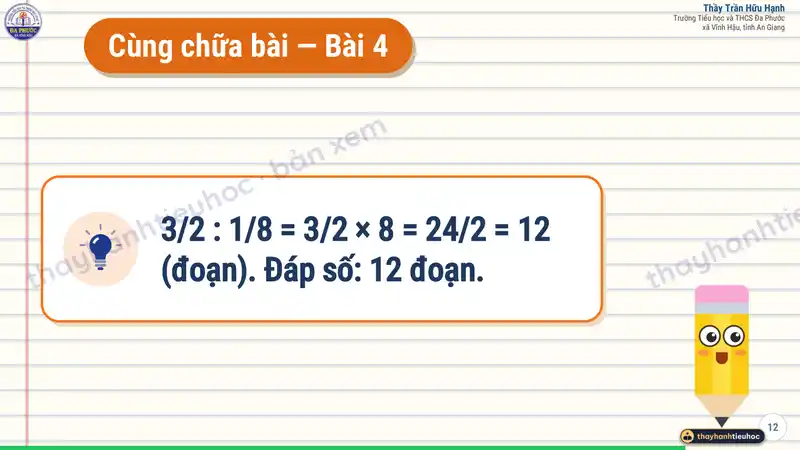 ĐA PHƯỚC
Thầy Trần Hữu Hạnh
Trường Tiểu học và THCS Đa Phước
xã Vĩnh Hậu, tỉnh An Giang
Cùng chữa bài – Bài 4
thayhanhtieuhoc · bản xem
3/2 : 1/8 = 3/2 × 8 = 24/2 = 12
(đoạn). Đáp số: 12 đoạn.
thayhanhtie
thayhanhtieuhoc
12